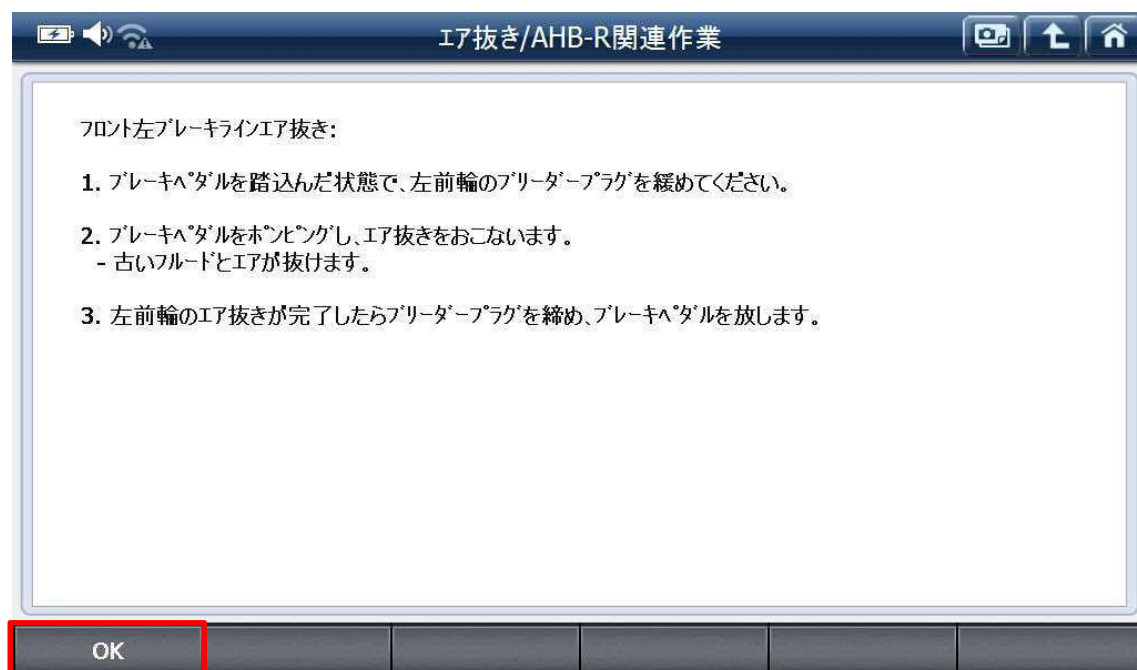 ｴｱ抜き/AHB-R関連作業
ﾌﾛﾝﾄ左ﾌﾞﾚｰｷﾗｲﾝｴｱ抜き:
1. ﾌﾞﾚｰｷﾍﾟﾀﾞﾙを踏込んだ状態で､左前輪のﾌﾞﾘｰﾀﾞｰﾌﾟﾗｸﾞを緩めてください｡
2. ﾌﾞﾚｰｷﾍﾟﾀﾞﾙをﾎﾟﾝﾋﾟﾝｸﾞし､ｴｱ抜きをおこないます｡
- 古いﾌﾙｰﾄﾞとｴｱが抜けます｡
3. 左前輪のｴｱ抜きが完了したらﾌﾞﾘｰﾀﾞｰﾌﾟﾗｸﾞを締め､ﾌﾞﾚｰｷﾍﾟﾀﾞﾙを放します｡
OK